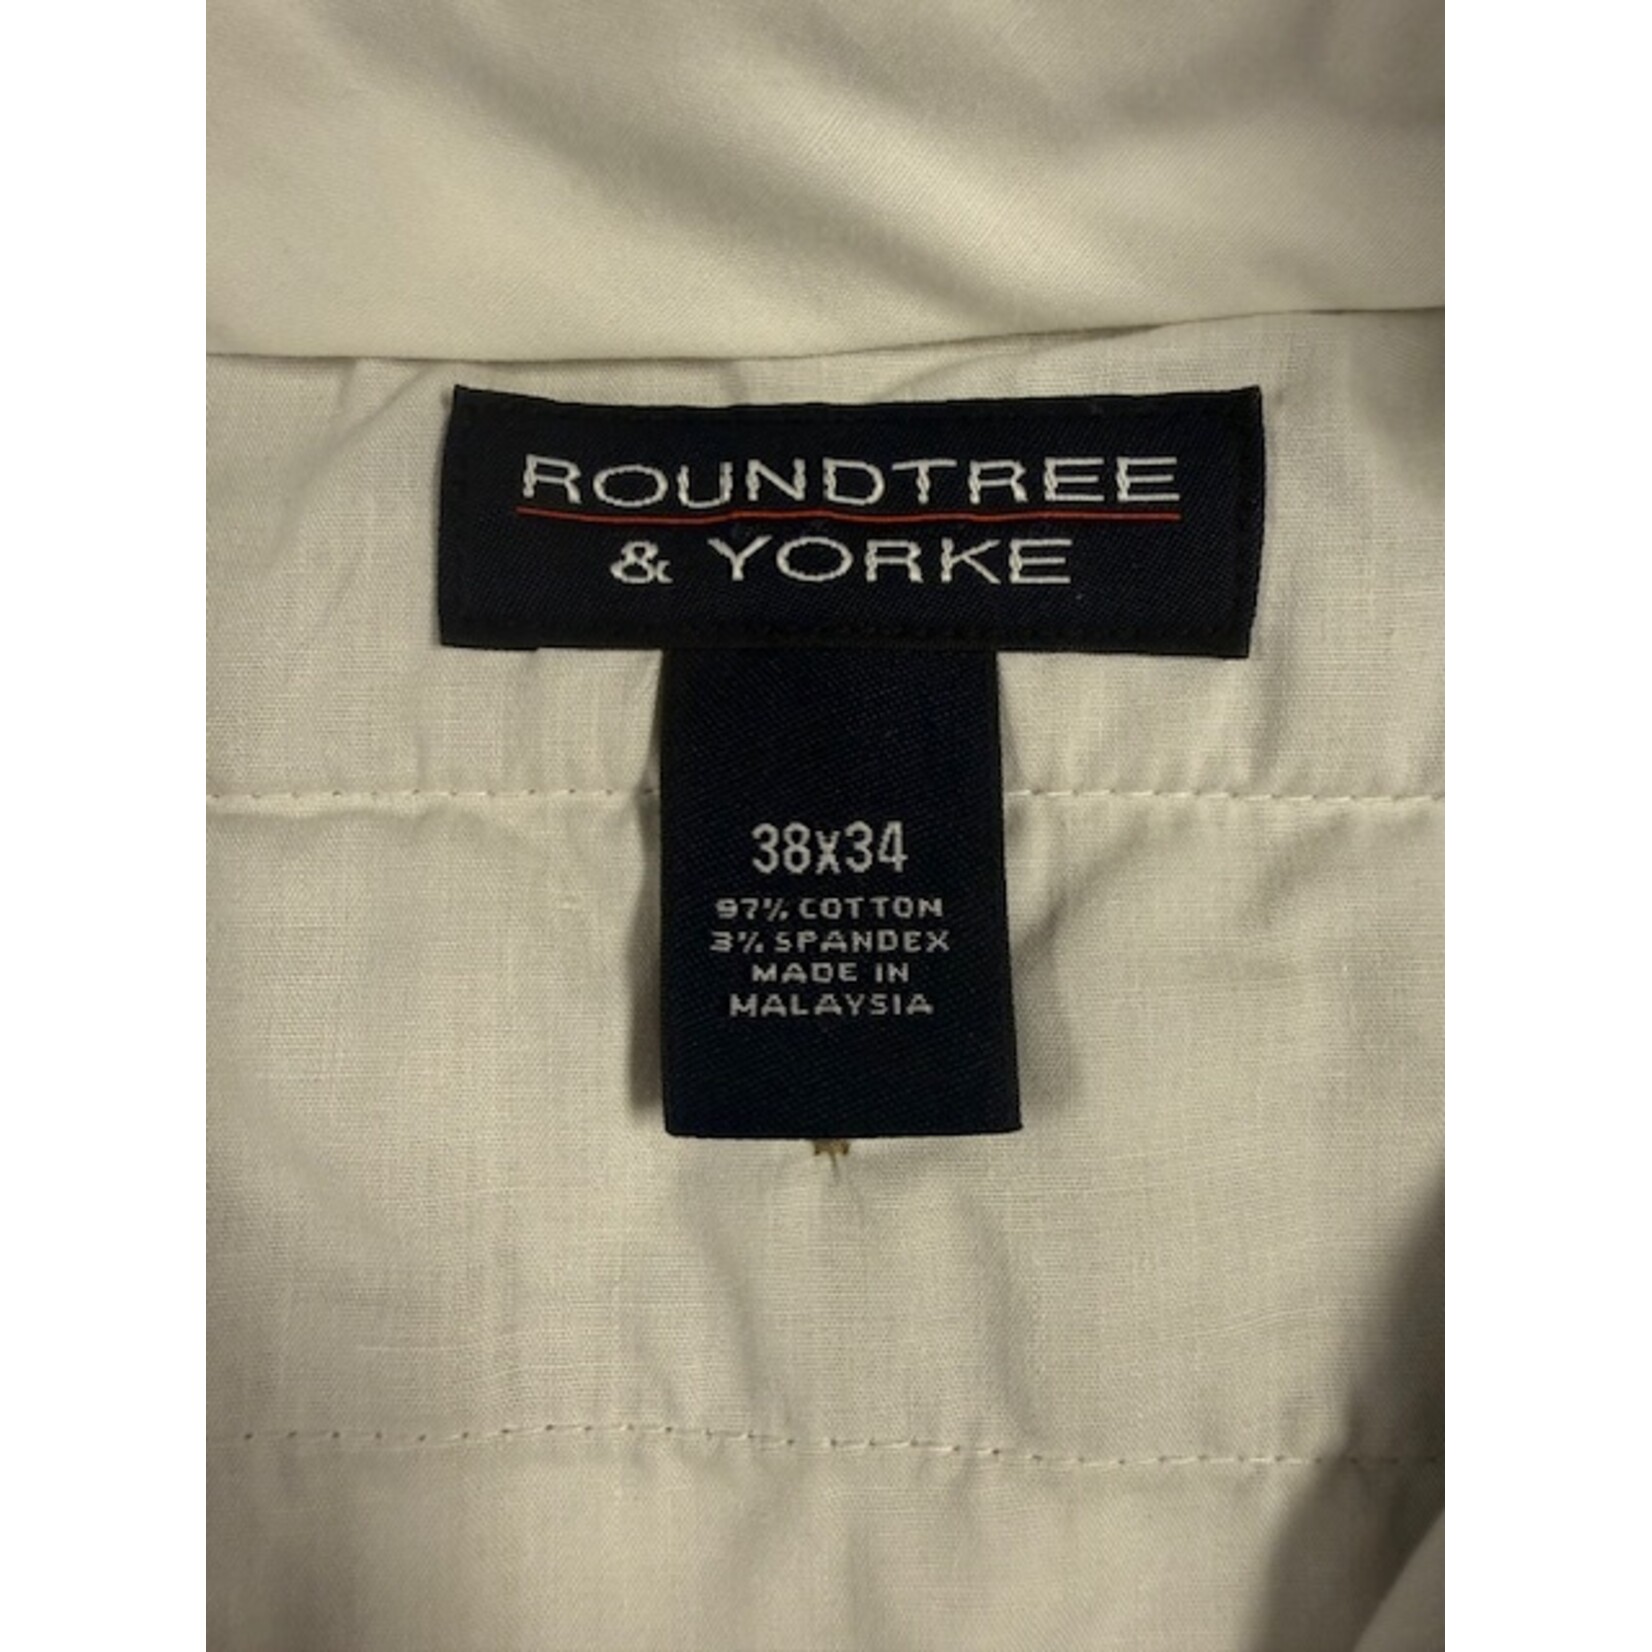 ROUNDTREE
& YORKE
38X34
97% COTTON
3% SPANDEX
MADE IN
MALAYSIA